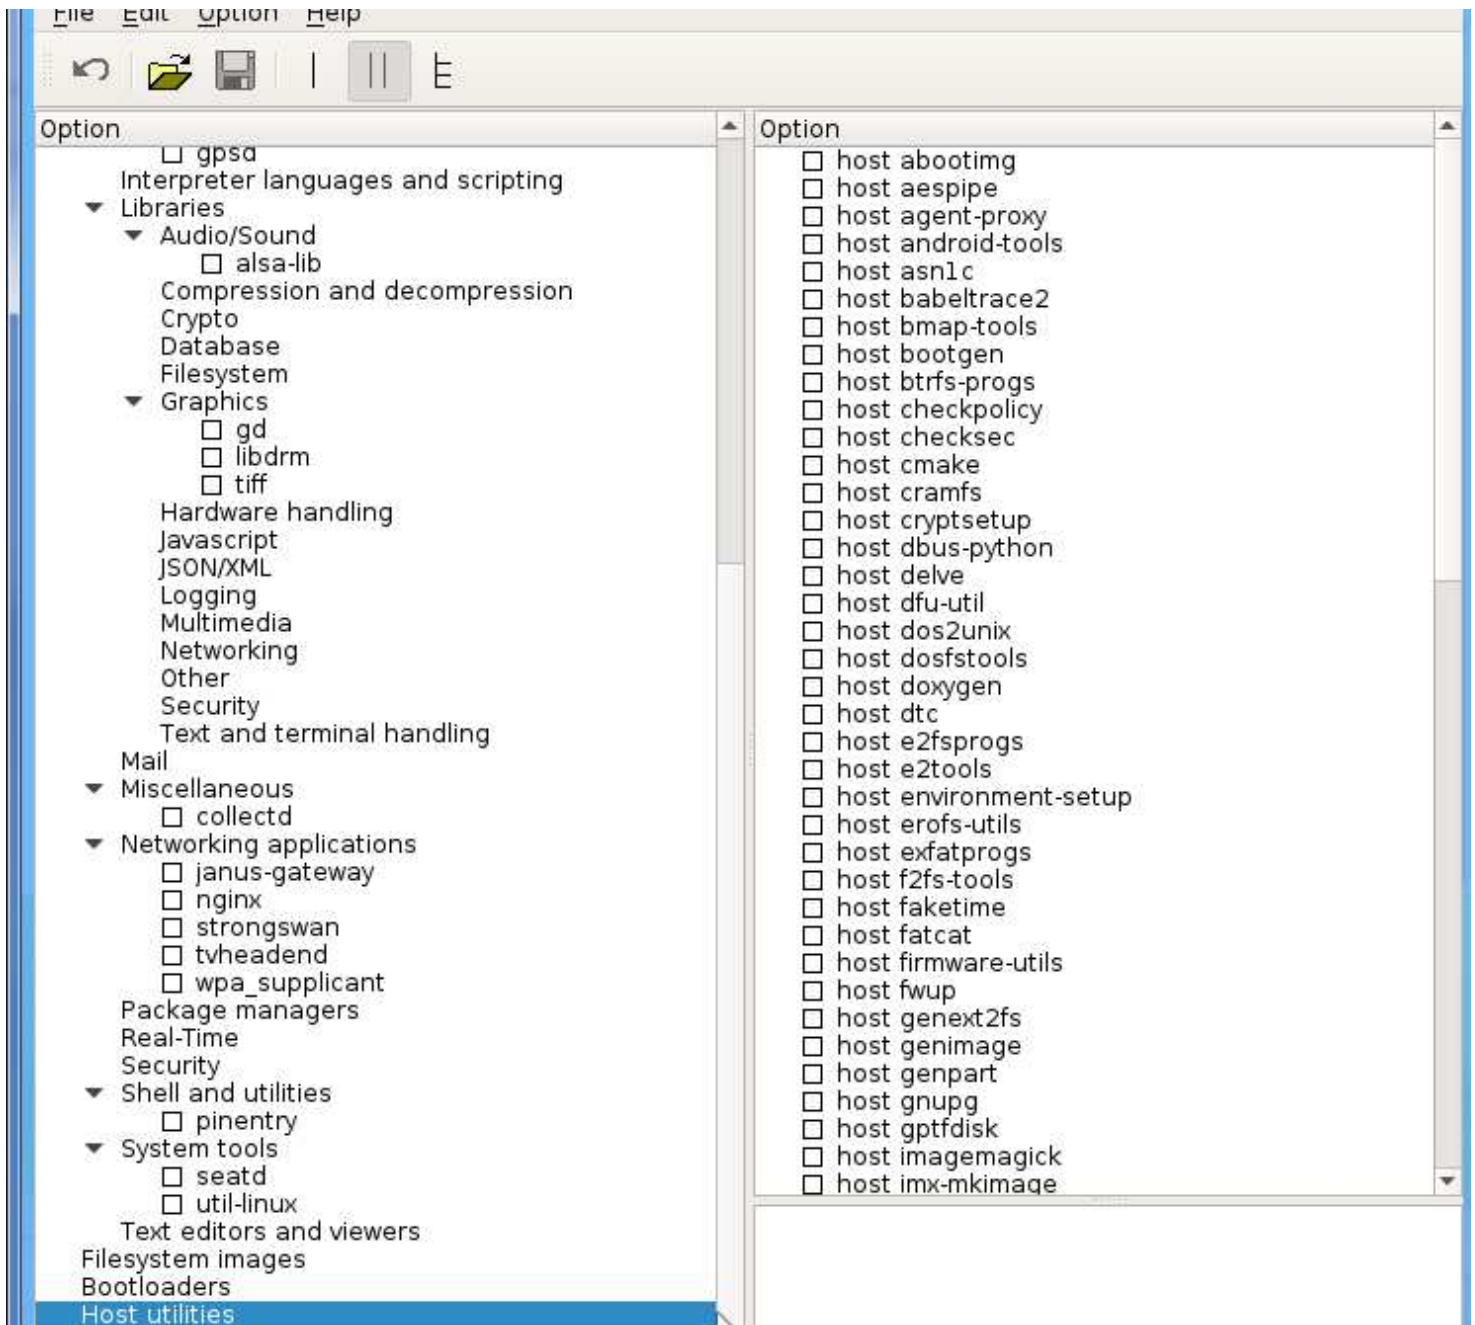 File Edit Option Help
Option
gpsd
Interpreter languages and scripting
Libraries
Audio/Sound
alsa-lib
Compression and decompression
Crypto
Database
Filesystem
Graphics
gd
libdrm
tiff
Hardware handling
Javascript
JSON/XML
Logging
Multimedia
Networking
Other
Security
Text and terminal handling
Mail
Miscellaneous
collectd
Networking applications
janus-gateway
nginx
strongswan
tvheadend
wpa_supplicant
Package managers
Real-Time
Security
Shell and utilities
pinentry
System tools
seatd
util-linux
Text editors and viewers
Filesystem images
Bootloaders
Host utilities
Option
host abootimg
host aespipe
host agent-proxy
host android-tools
host asn1c
host babeltrace2
host bmap-tools
host bootgen
host btrfs-progs
host checkpolicy
host checksec
host cmake
host cramfs
host cryptsetup
host dbus-python
host delve
host dfu-util
host dos2unix
host dosfstools
host doxygen
host dtc
host e2fsprogs
host e2tools
host environment-setup
host erofs-utils
host exfatprogs
host f2fs-tools
host faketime
host fatcat
host firmware-utils
host fwup
host genext2fs
host genimage
host genpart
host gnupg
host gptfdisk
host imagemagick
host imx-mkimage